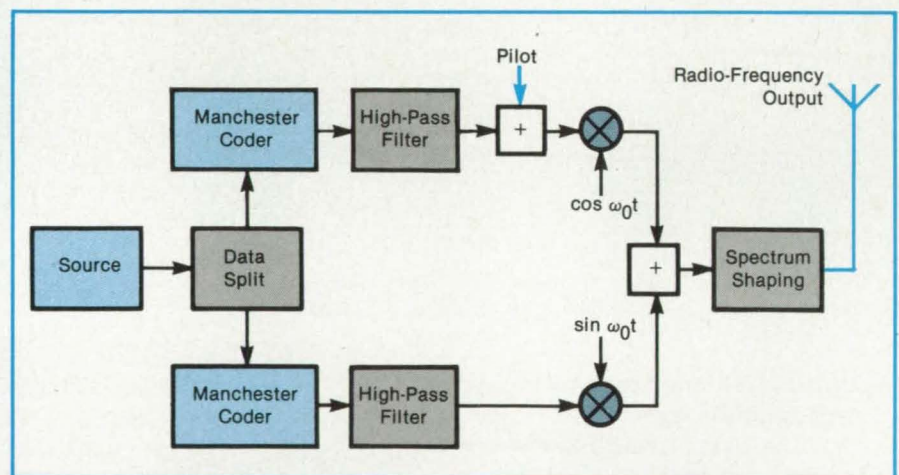 Pilot
Radio-Frequency
Output
Manchester
Coder
High-Pass
Filter
+
cos ω₀t
Source
Data
Split
+
Spectrum
Shaping
sin ω₀t
Manchester
Coder
High-Pass
Filter